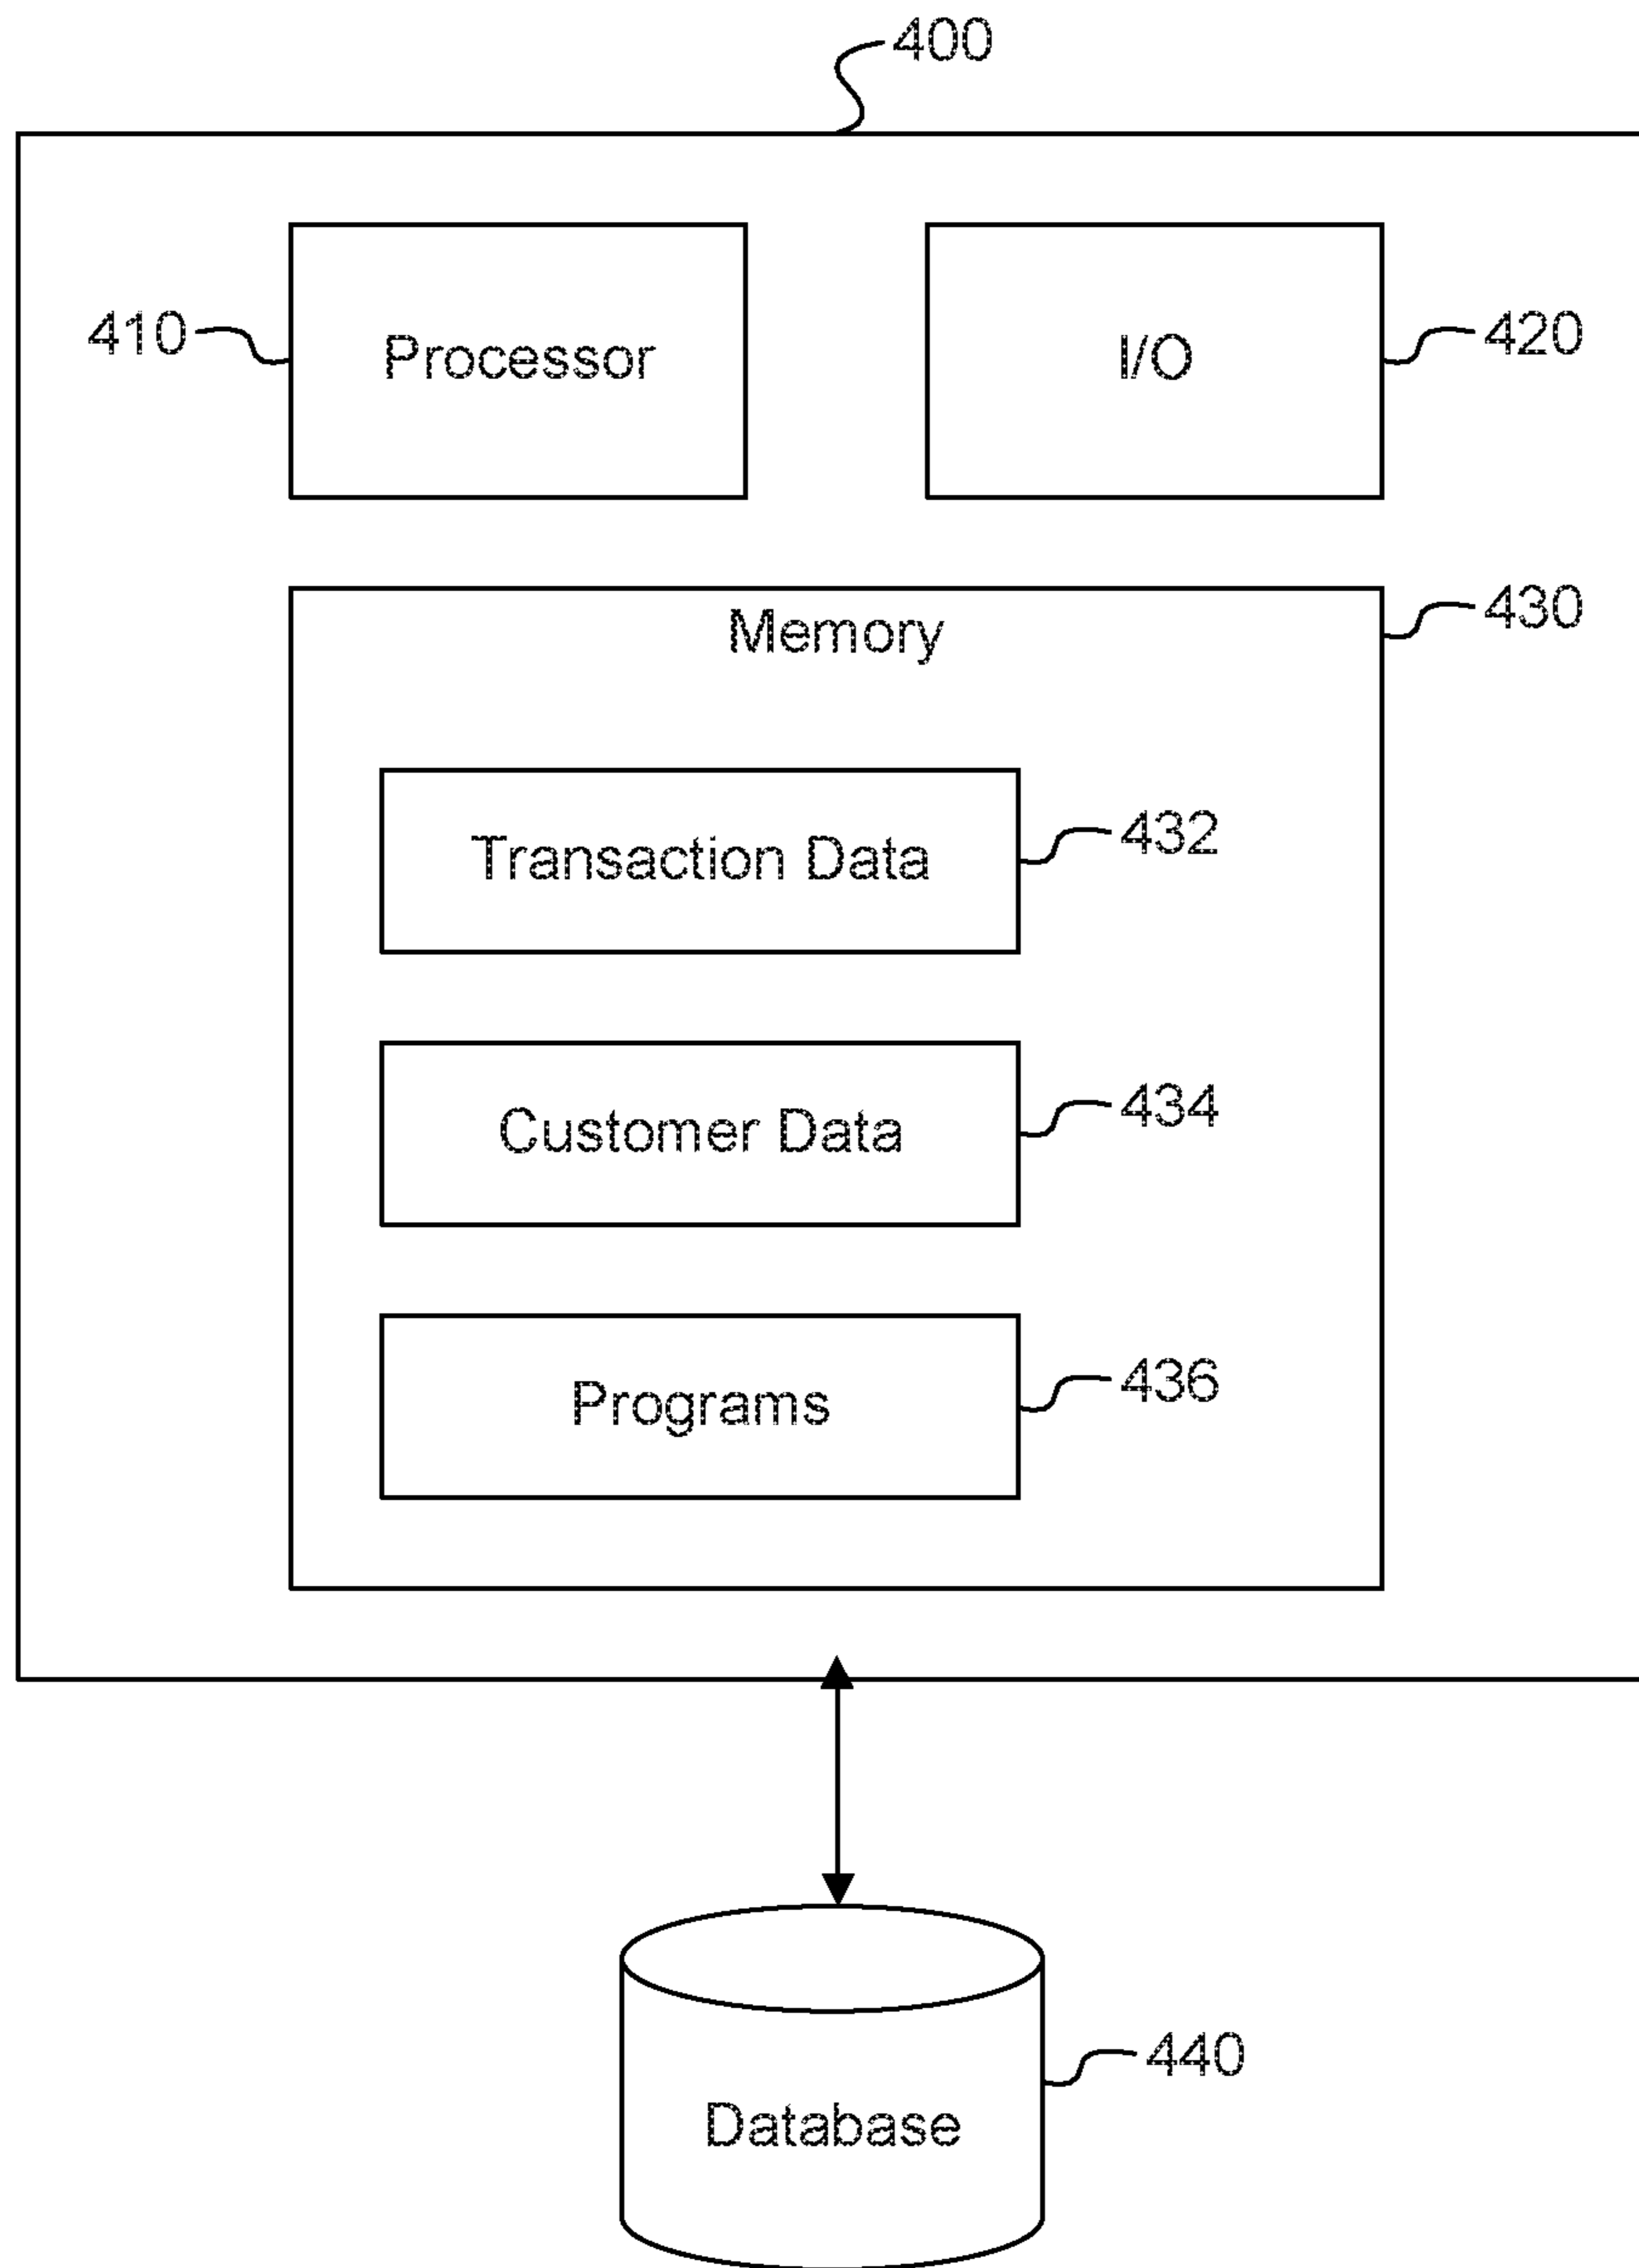 400
410
Processor
I/O
420
Memory
430
Transaction Data
432
Customer Data
434
Programs
436
440
Database